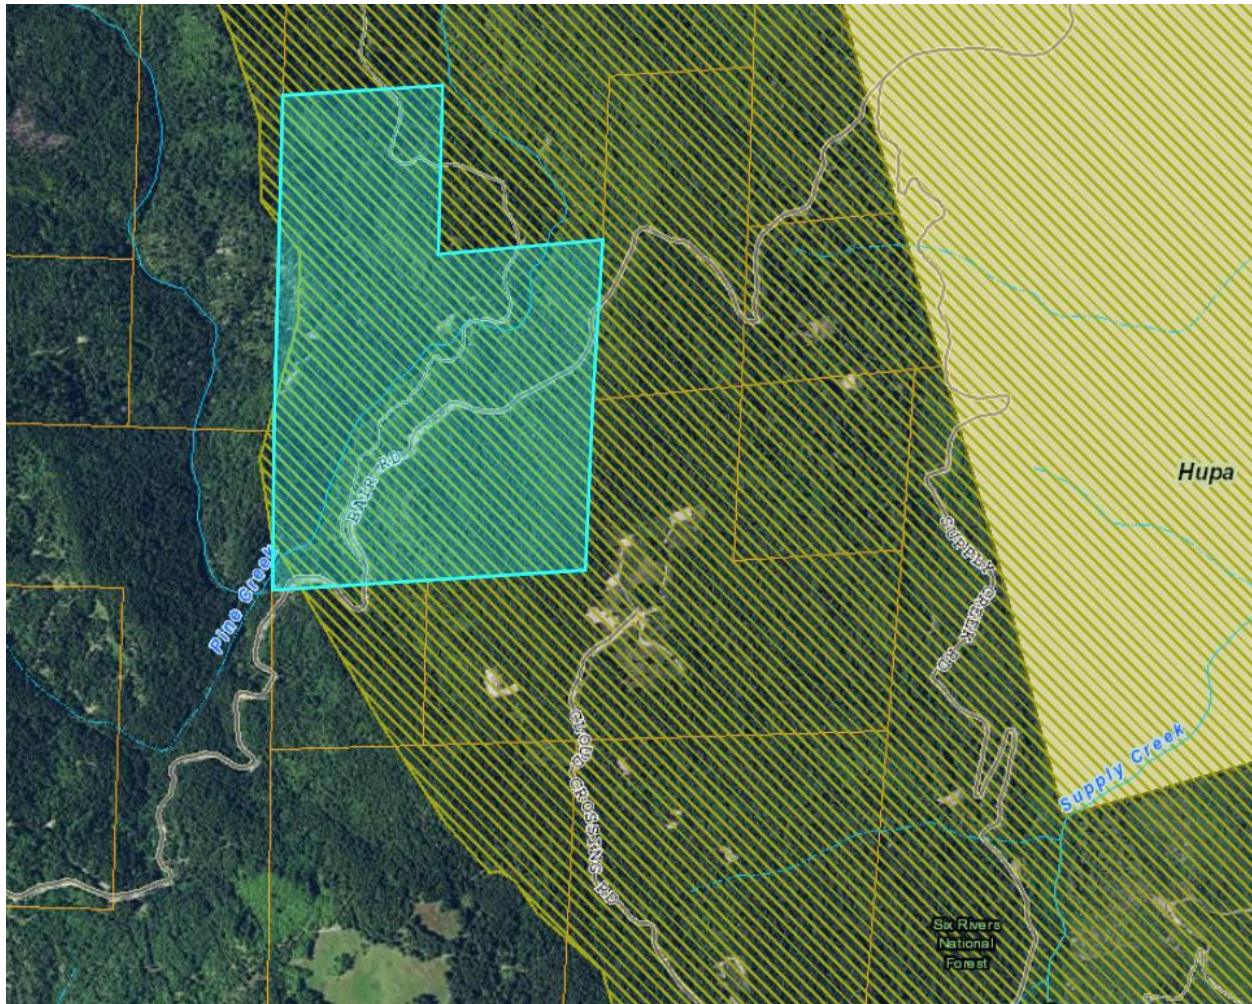 BAIR RD
Hupa
SUPPLY
CREEK RD
Pine Creek
CLOUD CROSSING RD
Supply Creek
Six Rivers
National
Forest